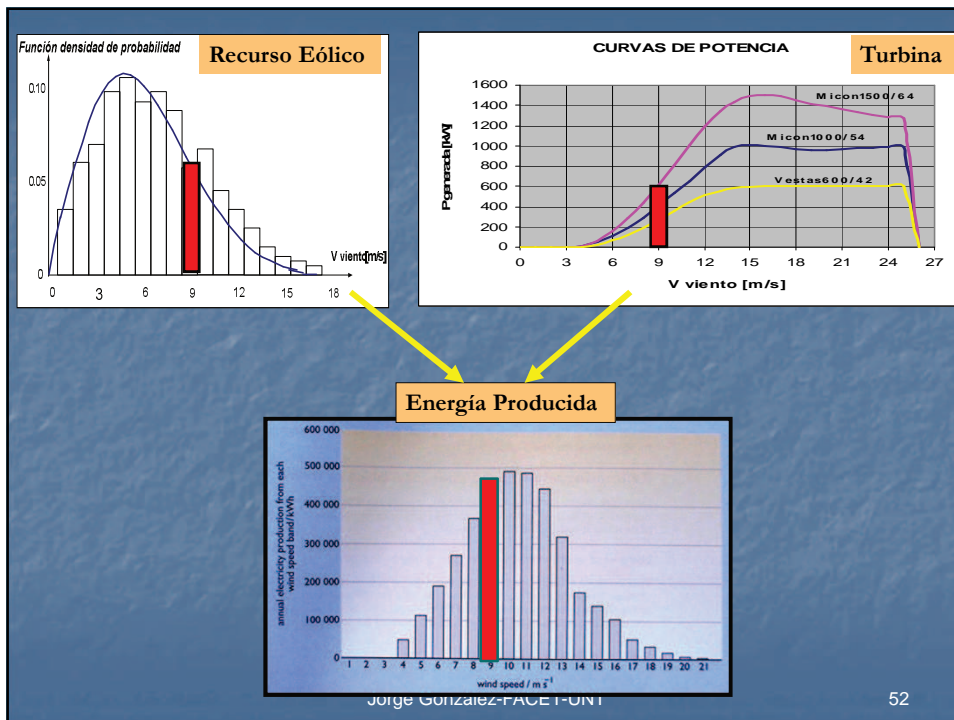 Función densidad de probabilidad
Recurso Eólico
0.10
0.05
0
V viento[m/s]
0 3 6 9 12 15 18
CURVAS DE POTENCIA
Turbina
1600
1400
1200
1000
800
600
400
200
0
Pgenerada[kW]
Micon1500/64
Micon1000/54
Vestas600/42
0 3 6 9 12 15 18 21 24 27
V viento [m/s]
Energía Producida
600 000
500 000
400 000
300 000
200 000
100 000
0
annual electricity production from each
wind speed band/kWh
1 2 3 4 5 6 7 8 9 10 11 12 13 14 15 16 17 18 19 20 21
wind speed / m s⁻¹
Jorge González-FACET-UNT
52